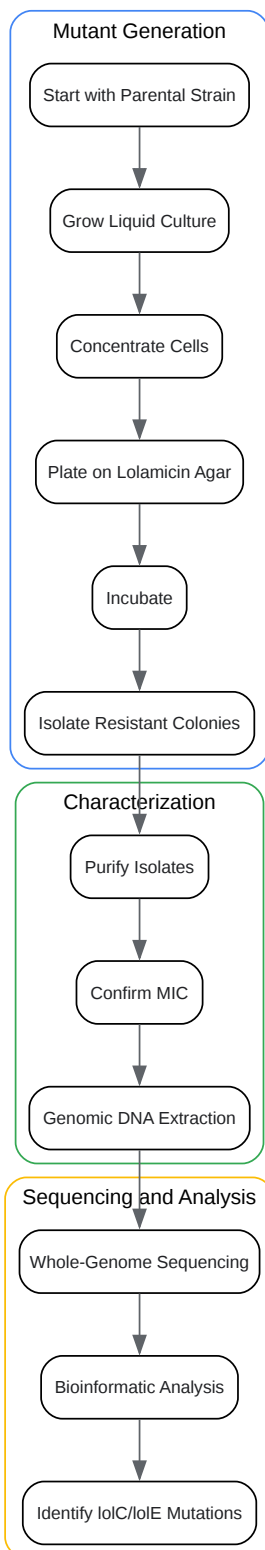 Mutant Generation
Start with Parental Strain
Grow Liquid Culture
Concentrate Cells
Plate on Lolamicin Agar
Incubate
Isolate Resistant Colonies
Characterization
Purify Isolates
Confirm MIC
Genomic DNA Extraction
Sequencing and Analysis
Whole-Genome Sequencing
Bioinformatic Analysis
Identify lolC/lolE Mutations